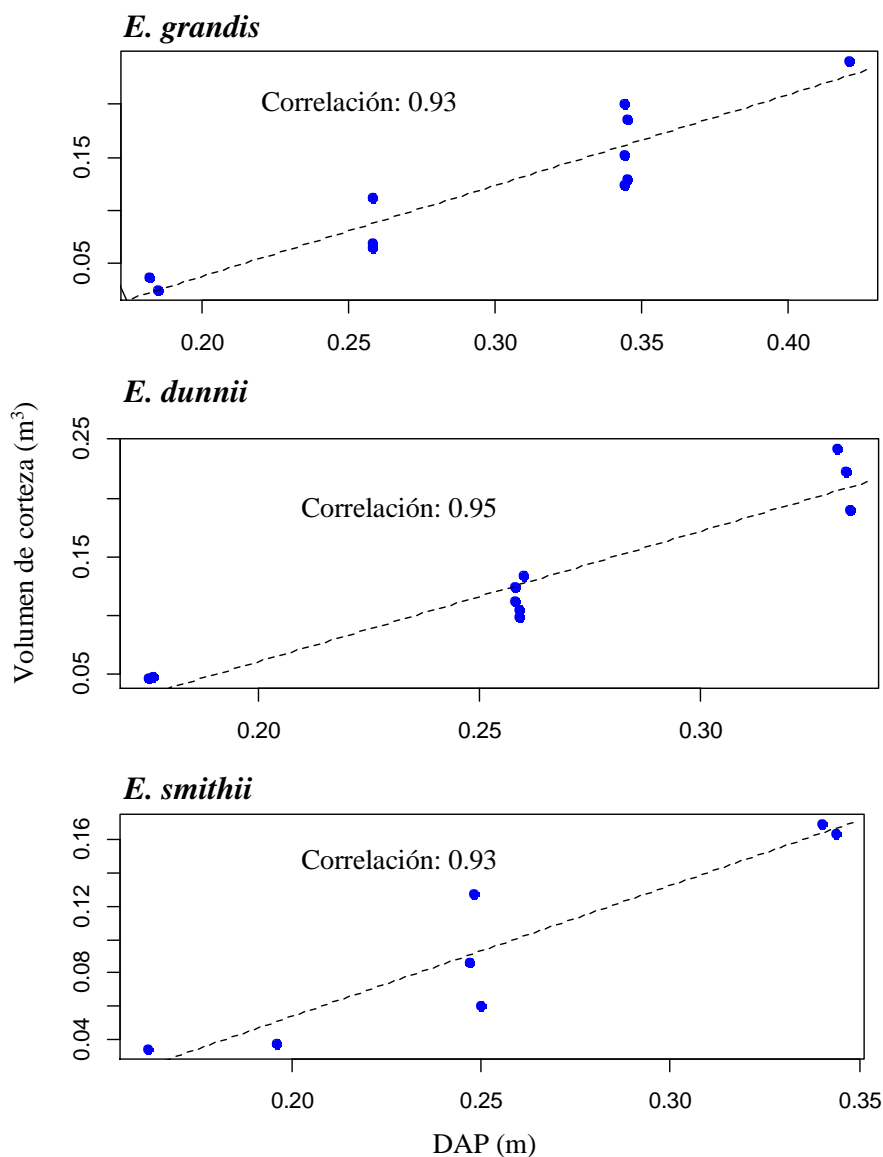 E. grandis
Correlación: 0.93
0.15
0.05
0.20 0.25 0.30 0.35 0.40
E. dunnii
Volumen de corteza (m³)
0.25
Correlación: 0.95
0.15
0.05
0.20 0.25 0.30
E. smithii
0.16
Correlación: 0.93
0.12
0.08
0.04
0.20 0.25 0.30 0.35
DAP (m)